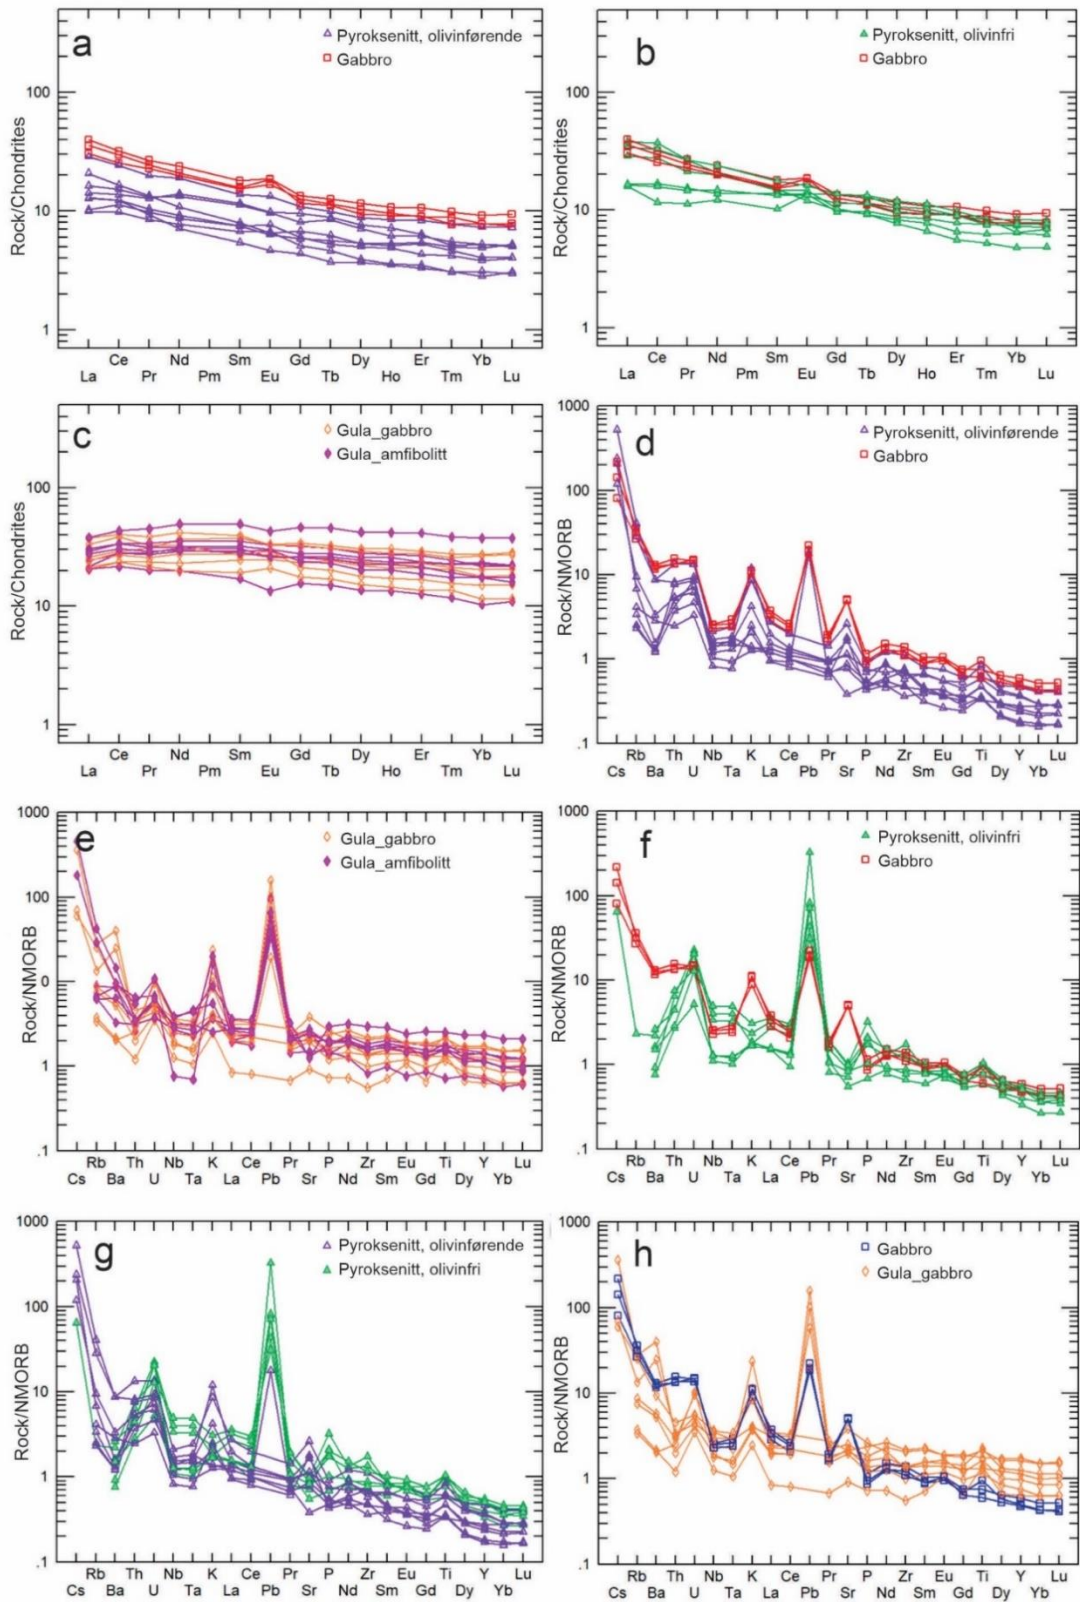 a
Pyroksenitt, olivinførende
Gabbro
100
10
1
Rock/Chondrites
Ce Nd Sm Gd Dy Er Yb
La Pr Pm Eu Tb Ho Tm Lu
b
Pyroksenitt, olivinfri
Gabbro
100
10
1
Rock/Chondrites
Ce Nd Sm Gd Dy Er Yb
La Pr Pm Eu Tb Ho Tm Lu
c
Gula_gabbro
Gula_amfibolitt
100
10
1
Rock/Chondrites
Ce Nd Sm Gd Dy Er Yb
La Pr Pm Eu Tb Ho Tm Lu
d
Pyroksenitt, olivinførende
Gabbro
1000
100
10
1
.1
Rock/NMORB
Rb Th Nb K Ce Pr P Zr Eu Ti Y Lu
Cs Ba U Ta La Pb Sr Nd Sm Gd Dy Yb
e
Gula_gabbro
Gula_amfibolitt
1000
100
0
1
.1
Rock/NMORB
Rb Th Nb K Ce Pr P Zr Eu Ti Y Lu
Cs Ba U Ta La Pb Sr Nd Sm Gd Dy Yb
f
Pyroksenitt, olivinfri
Gabbro
1000
100
10
1
.1
Rock/NMORB
Rb Th Nb K Ce Pr P Zr Eu Ti Y Lu
Cs Ba U Ta La Pb Sr Nd Sm Gd Dy Yb
g
Pyroksenitt, olivinførende
Pyroksenitt, olivinfri
1000
100
10
1
.1
Rock/NMORB
Rb Th Nb K Ce Pr P Zr Eu Ti Y Lu
Cs Ba U Ta La Pb Sr Nd Sm Gd Dy Yb
h
Gabbro
Gula_gabbro
1000
100
10
1
.1
Rock/NMORB
Rb Th Nb K Ce Pr P Zr Eu Ti Y Lu
Cs Ba U Ta La Pb Sr Nd Sm Gd Dy Yb